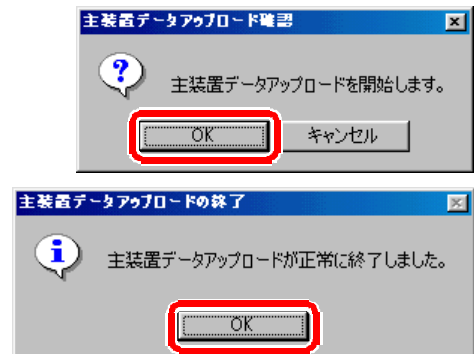 主装置データアップロード確認
主装置データアップロードを開始します。
OK
キャンセル
主装置データアップロードの終了
主装置データアップロードが正常に終了しました。
OK